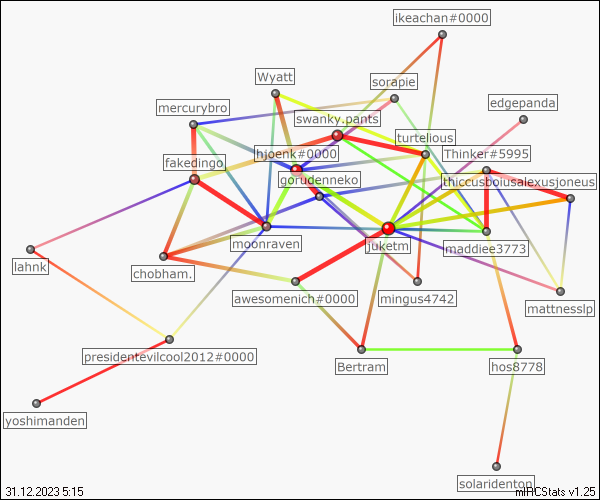 ikeachan#0000
Wyatt
sorapie
edgepanda
mercurybro
swanky.pants
turtelious
hjoenk#0000
Thinker#5995
fakedingo
gondenneko
thiccusboiusalexusjoneus
moonraven
juketm
maddiee3773
lahnk
chobham.
awesomenich#0000
mingus4742
mattnesslp
presidentevilcool2012#0000
Bertram
hos8778
yoshimanden
solaridenton
31.12.2023 5:15
mIRCStats v1.25